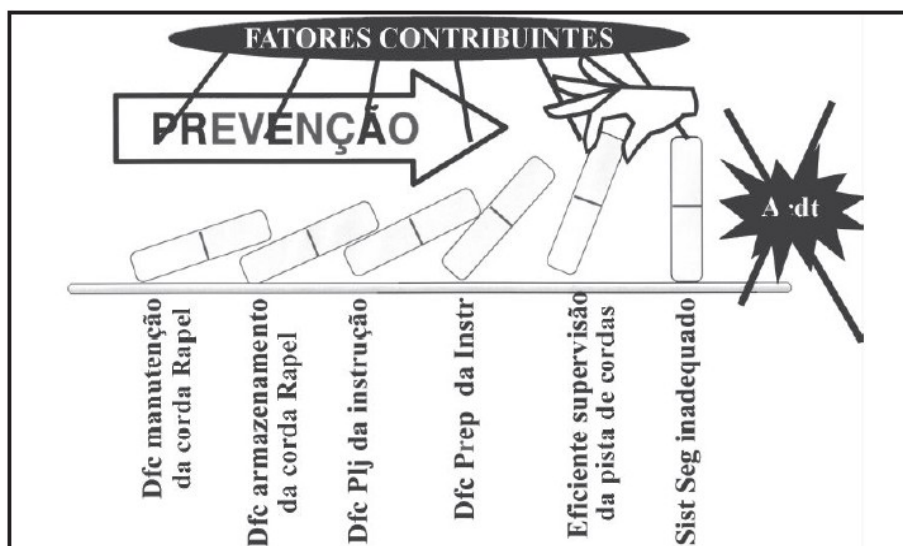 FATORES CONTRIBUINTES
PREVENÇÃO
Acdt
Dfc manutenção
da corda Rapel
Dfc armazenamento
da corda Rapel
Dfc Plj da instrução
Dfc Prep da Instr
Eficiente supervisão
da pista de cordas
Sist Seg inadequado